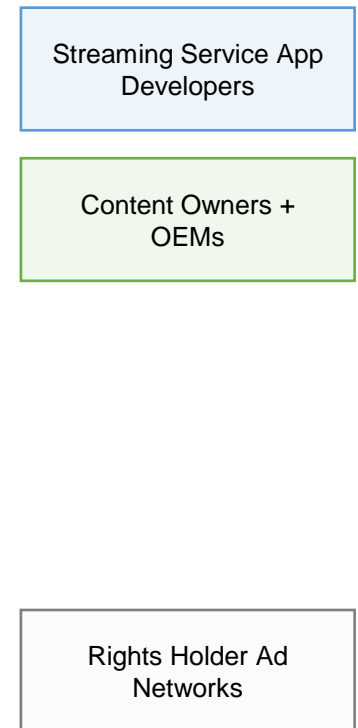 Streaming Service App
Developers
Content Owners +
OEMs
Rights Holder Ad
Networks